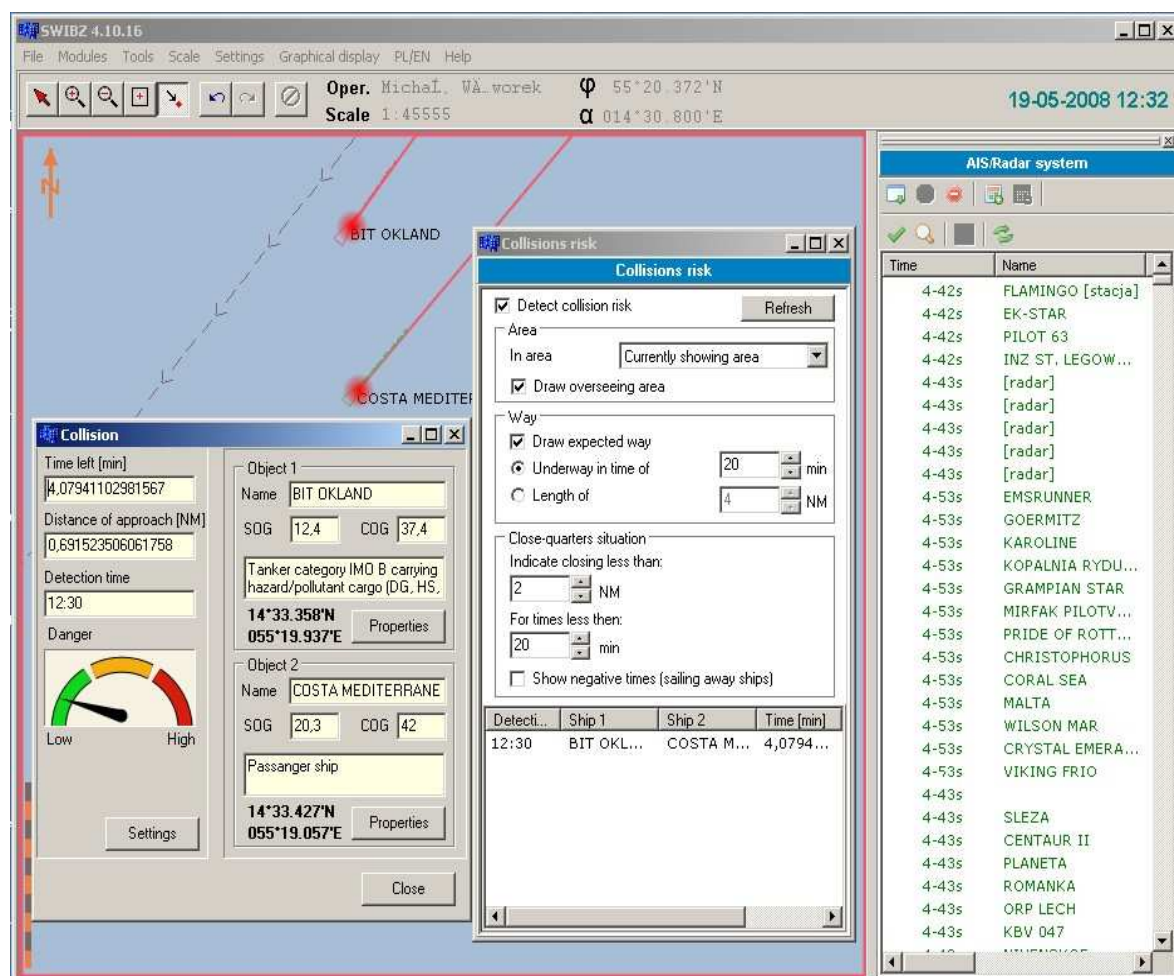 SWIBZ 4.10.16
File Modules Tools Scale Settings Graphical display PL/EN Help
Oper. MichaĹ‚ WÄ…worek φ 55°20.372'N
Scale 1:45555 α 014°30.800'E
19-05-2008 12:32
N
BIT OKLAND
COSTA MEDITER
Collision
Time left [min]
4,07941102981567
Distance of approach [NM]
0,691523506061758
Detection time
12:30
Danger
Low High
Settings
Object 1
Name BIT OKLAND
SOG 12,4 COG 37,4
Tanker category IMO B carrying
hazard/pollutant cargo (DG, HS,
14°33.358'N
055°19.937'E
Properties
Object 2
Name COSTA MEDITERRANE
SOG 20,3 COG 42
Passanger ship
14°33.427'N
055°19.057'E
Properties
Close
Collisions risk
Collisions risk
Detect collision risk Refresh
Area
In area Currently showing area
Draw overseeing area
Way
Draw expected way
Underway in time of 20 min
Length of 4 NM
Close-quarters situation
Indicate closing less than:
2 NM
For times less then:
20 min
Show negative times (sailing away ships)
Detecti... Ship 1 Ship 2 Time [min]
12:30 BIT OKL... COSTA M... 4,0794...
AIS/Radar system
Time Name
4-42s FLAMINGO [stacja]
4-42s EK-STAR
4-42s PILOT 63
4-42s INZ ST. LEGOW...
4-43s [radar]
4-43s [radar]
4-43s [radar]
4-43s [radar]
4-43s [radar]
4-53s EMSRUNNER
4-53s GOERMITZ
4-53s KAROLINE
4-53s KOPALNIA RYDU...
4-53s GRAMPIAN STAR
4-53s MIRFAK PILOTV...
4-53s PRIDE OF ROTT...
4-53s CHRISTOPHORUS
4-53s CORAL SEA
4-53s MALTA
4-53s WILSON MAR
4-53s CRYSTAL EMERA...
4-53s VIKING FRIO
4-43s
4-43s SLEZA
4-43s CENTAUR II
4-43s PLANETA
4-43s ROMANKA
4-43s ORP LECH
4-43s KBV 047